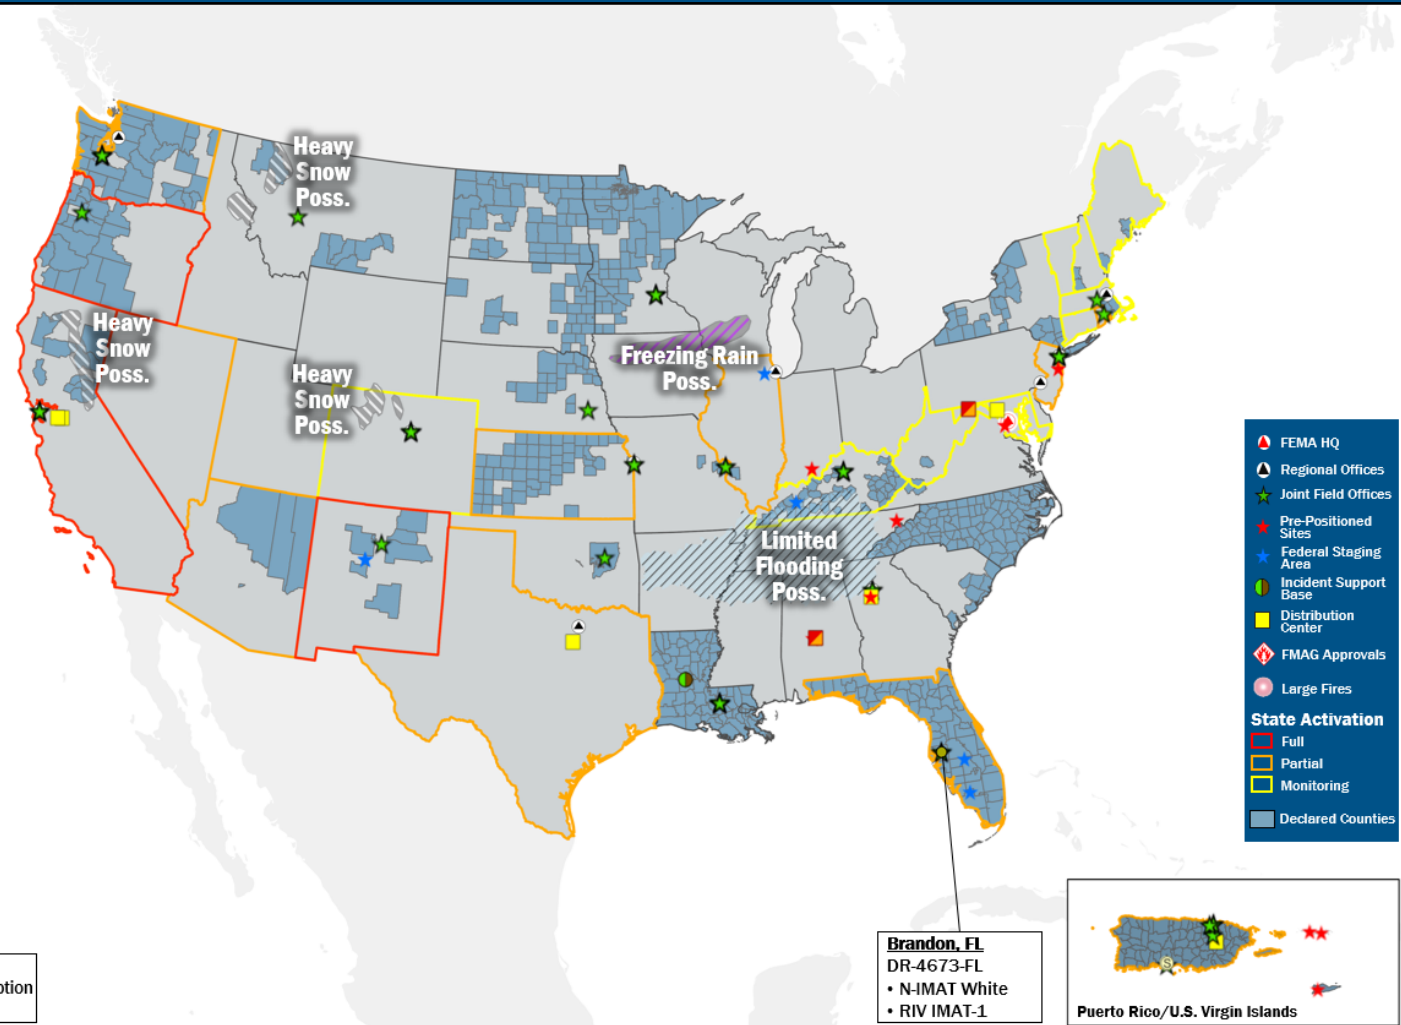 Heavy
Snow
Poss.
Heavy
Snow
Poss.
Heavy
Snow
Poss.
Freezing Rain
Poss.
Limited
Flooding
Poss.
FEMA HQ
Regional Offices
Joint Field Offices
Pre-Positioned
Sites
Federal Staging
Area
Incident Support
Base
Distribution
Center
FMAG Approvals
Large Fires
State Activation
Full
Partial
Monitoring
Declared Counties
Brandon, FL
DR-4673-FL
• N-IMAT White
• RIV IMAT-1
S
Puerto Rico/U.S. Virgin Islands